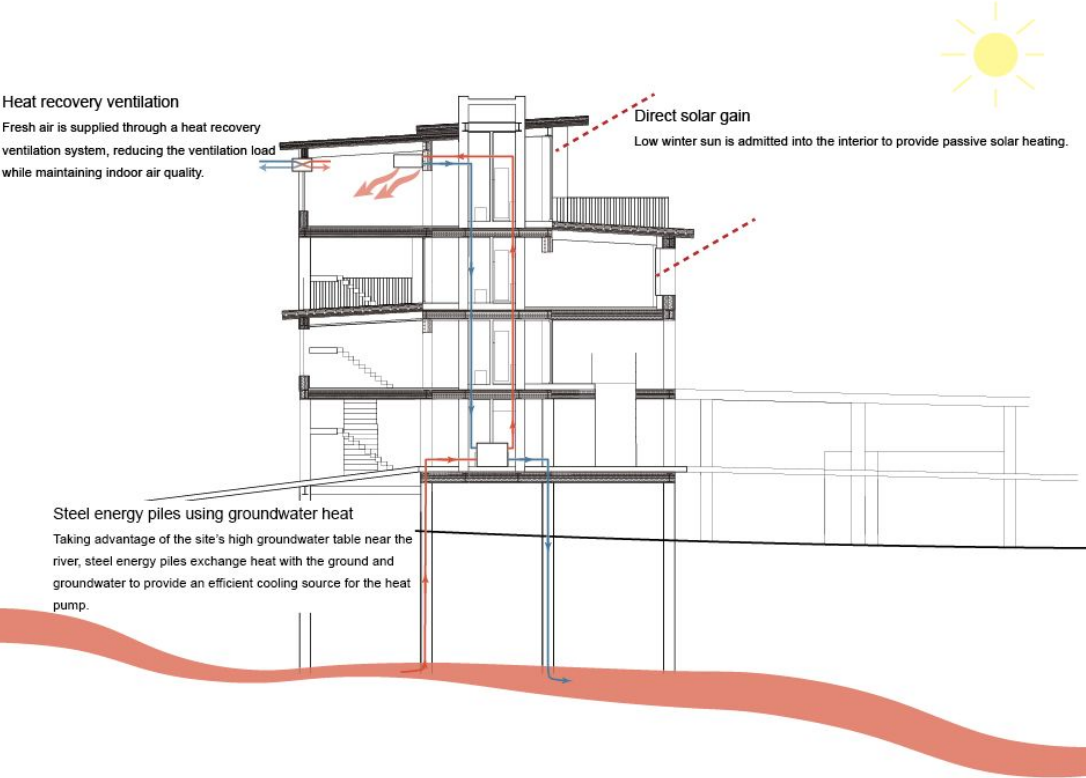 Heat recovery ventilation
Fresh air is supplied through a heat recovery
ventilation system, reducing the ventilation load
while maintaining indoor air quality.
Direct solar gain
Low winter sun is admitted into the interior to provide passive solar heating.
Steel energy piles using groundwater heat
Taking advantage of the site's high groundwater table near the
river, steel energy piles exchange heat with the ground and
groundwater to provide an efficient cooling source for the heat
pump.